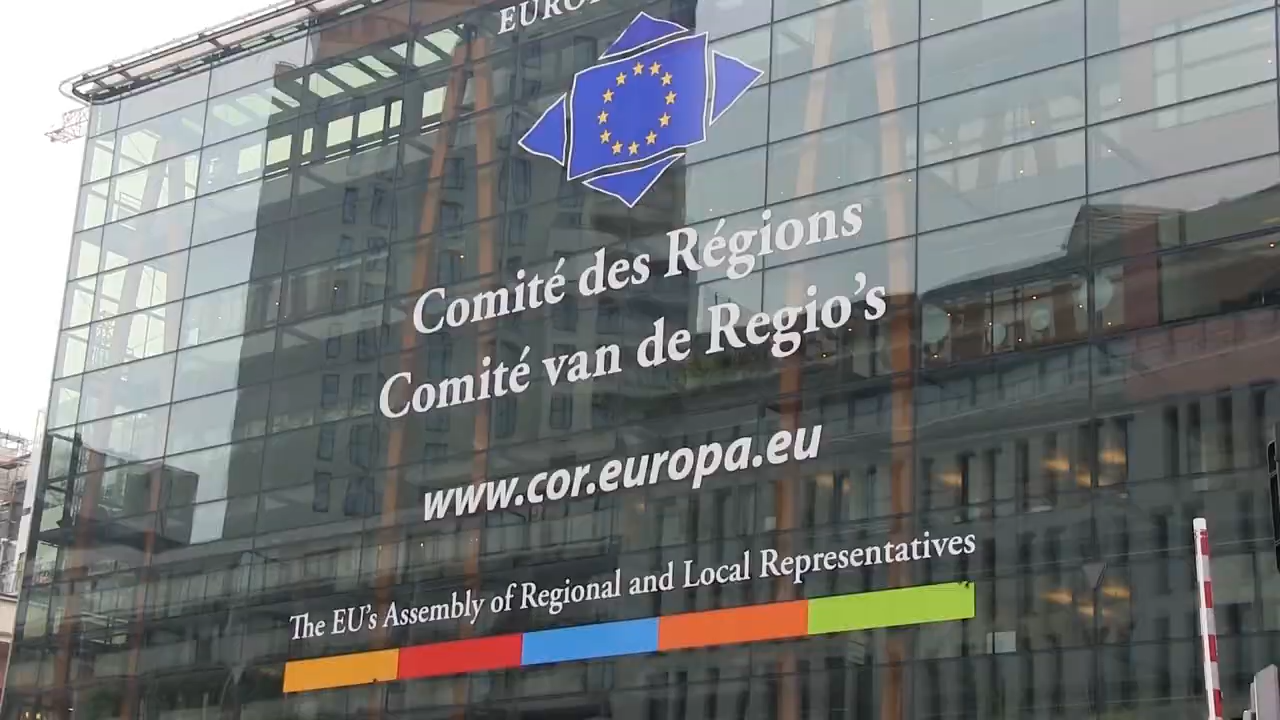 Comité des Régions
Comité van de Regio's
www.cor.europa.eu
The EU's Assembly of Regional and Local Representatives